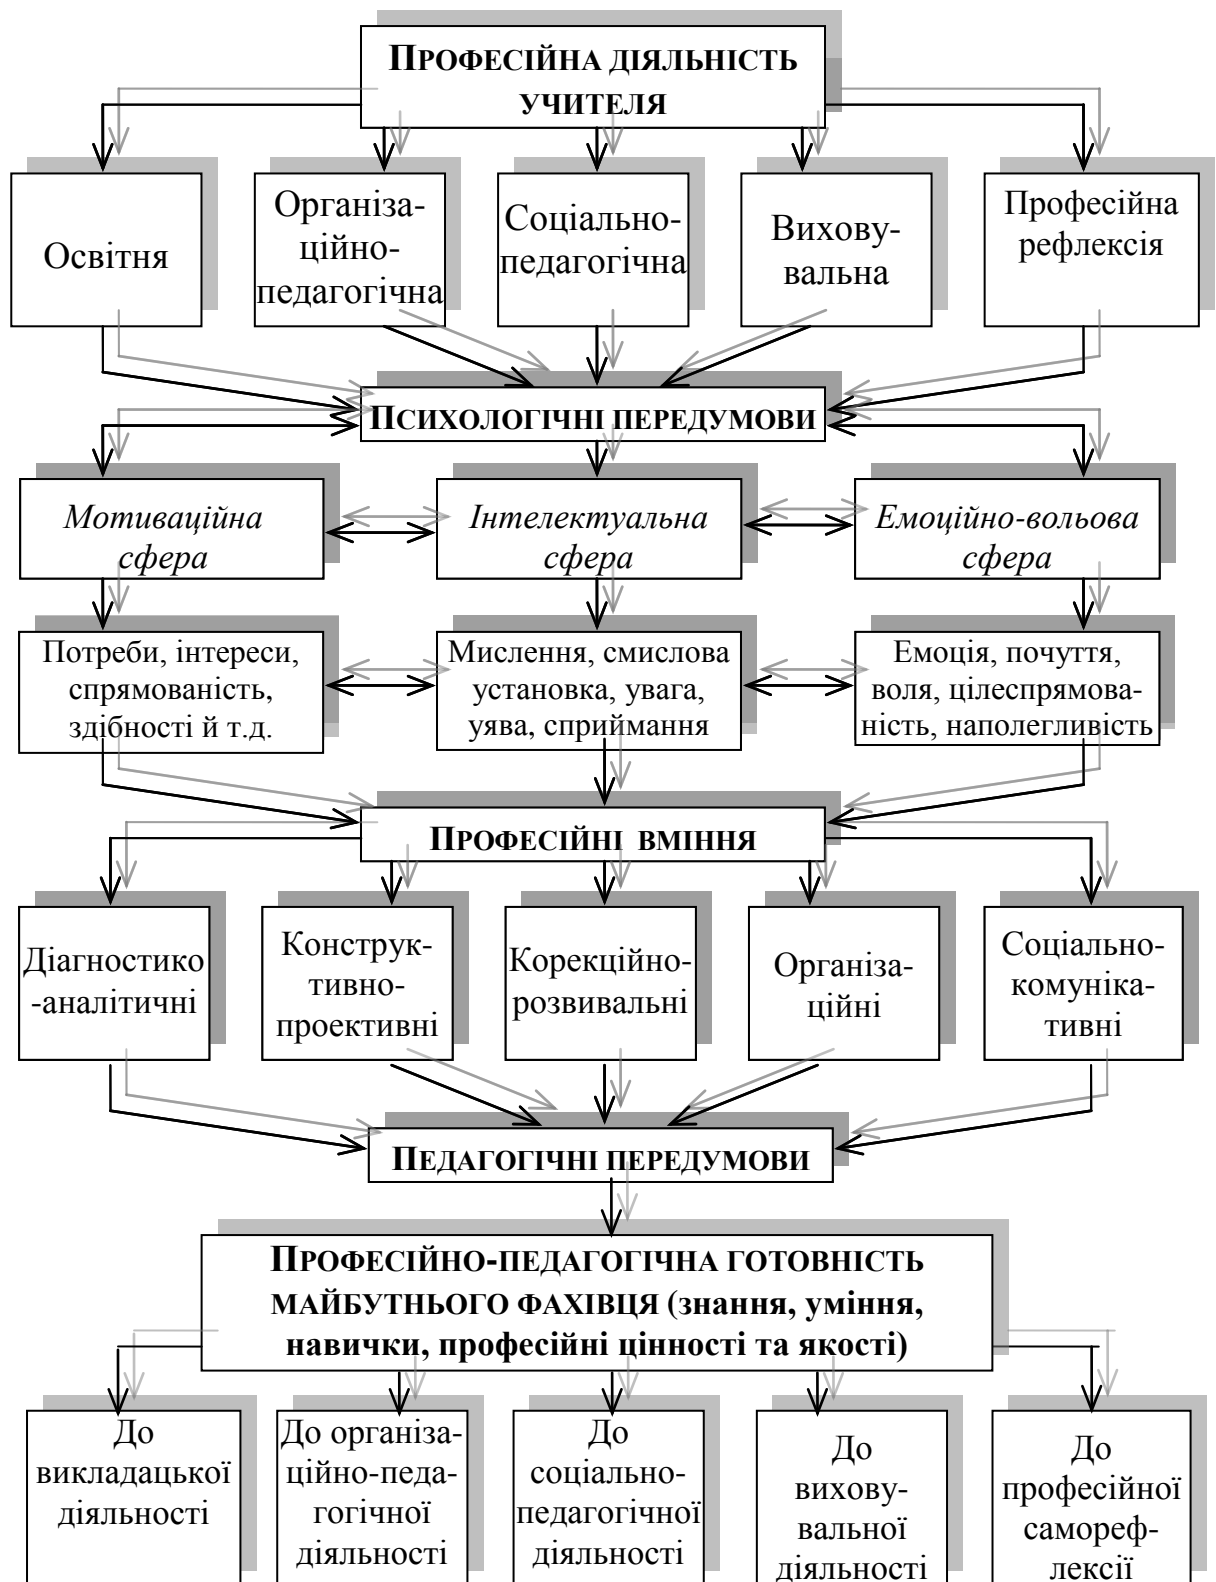 ПРОФЕСІЙНА ДІЯЛЬНІСТЬ
УЧИТЕЛЯ
Освітня
Організа-
ційно-
педагогічна
Соціально-
педагогічна
Вихову-
вальна
Професійна
рефлексія
ПСИХОЛОГІЧНІ ПЕРЕДУМОВИ
Мотиваційна
сфера
Інтелектуальна
сфера
Емоційно-вольова
сфера
Потреби, інтереси,
спрямованість,
здібності й т.д.
Мислення, смислова
установка, увага,
уява, сприймання
Емоція, почуття,
воля, цілеспрямова-
ність, наполегливість
ПРОФЕСІЙНІ ВМІННЯ
Діагностико
-аналітичні
Конструк-
тивно-
проективні
Корекційно-
розвивальні
Організа-
ційні
Соціально-
комуніка-
тивні
ПЕДАГОГІЧНІ ПЕРЕДУМОВИ
ПРОФЕСІЙНО-ПЕДАГОГІЧНА ГОТОВНІСТЬ
МАЙБУТНЬОГО ФАХІВЦЯ (знання, уміння,
навички, професійні цінності та якості)
До
викладацької
діяльності
До організа-
ційно-педа-
гогічної
діяльності
До
соціально-
педагогічної
діяльності
До
вихову-
вальної
діяльності
До
професійної
самореф-
лексії